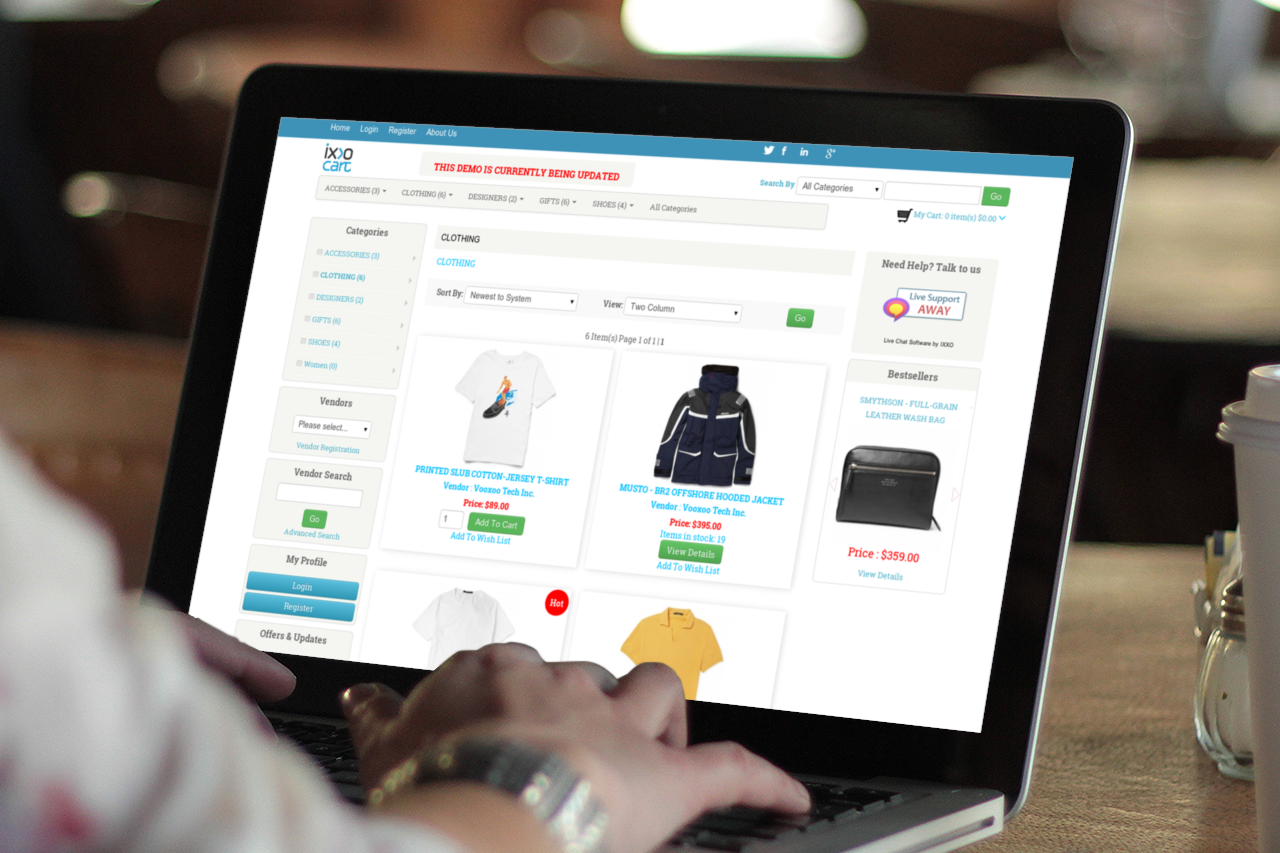 Home Login Register About Us
ixxo
cart
THIS DEMO IS CURRENTLY BEING UPDATED
Search By All Categories Go
ACCESSORIES (3) CLOTHING (6) DESIGNERS (2) GIFTS (6) SHOES (4) All Categories
My Cart: 0 item(s) $0.00
Categories
ACCESSORIES (3)
CLOTHING (6)
DESIGNERS (2)
GIFTS (6)
SHOES (4)
Women (0)
Vendors
Please select...
Vendor Registration
Vendor Search
Go
Advanced Search
My Profile
Login
Register
Offers & Updates
CLOTHING
CLOTHING
Sort By: Newest to System View: Two Column Go
6 Item(s) Page 1 of 1 | 1
PRINTED SLUB COTTON-JERSEY T-SHIRT
Vendor : Vooxoo Tech Inc.
Price: $89.00
1 Add To Cart
Add To Wish List
MUSTO - BR2 OFFSHORE HOODED JACKET
Vendor : Vooxoo Tech Inc.
Price: $395.00
Items in stock: 19
View Details
Add To Wish List
Hot
Need Help? Talk to us
Live Support
AWAY
Live Chat Software by IXXO
Bestsellers
SMYTHSON - FULL-GRAIN
LEATHER WASH BAG
Price : $359.00
View Details